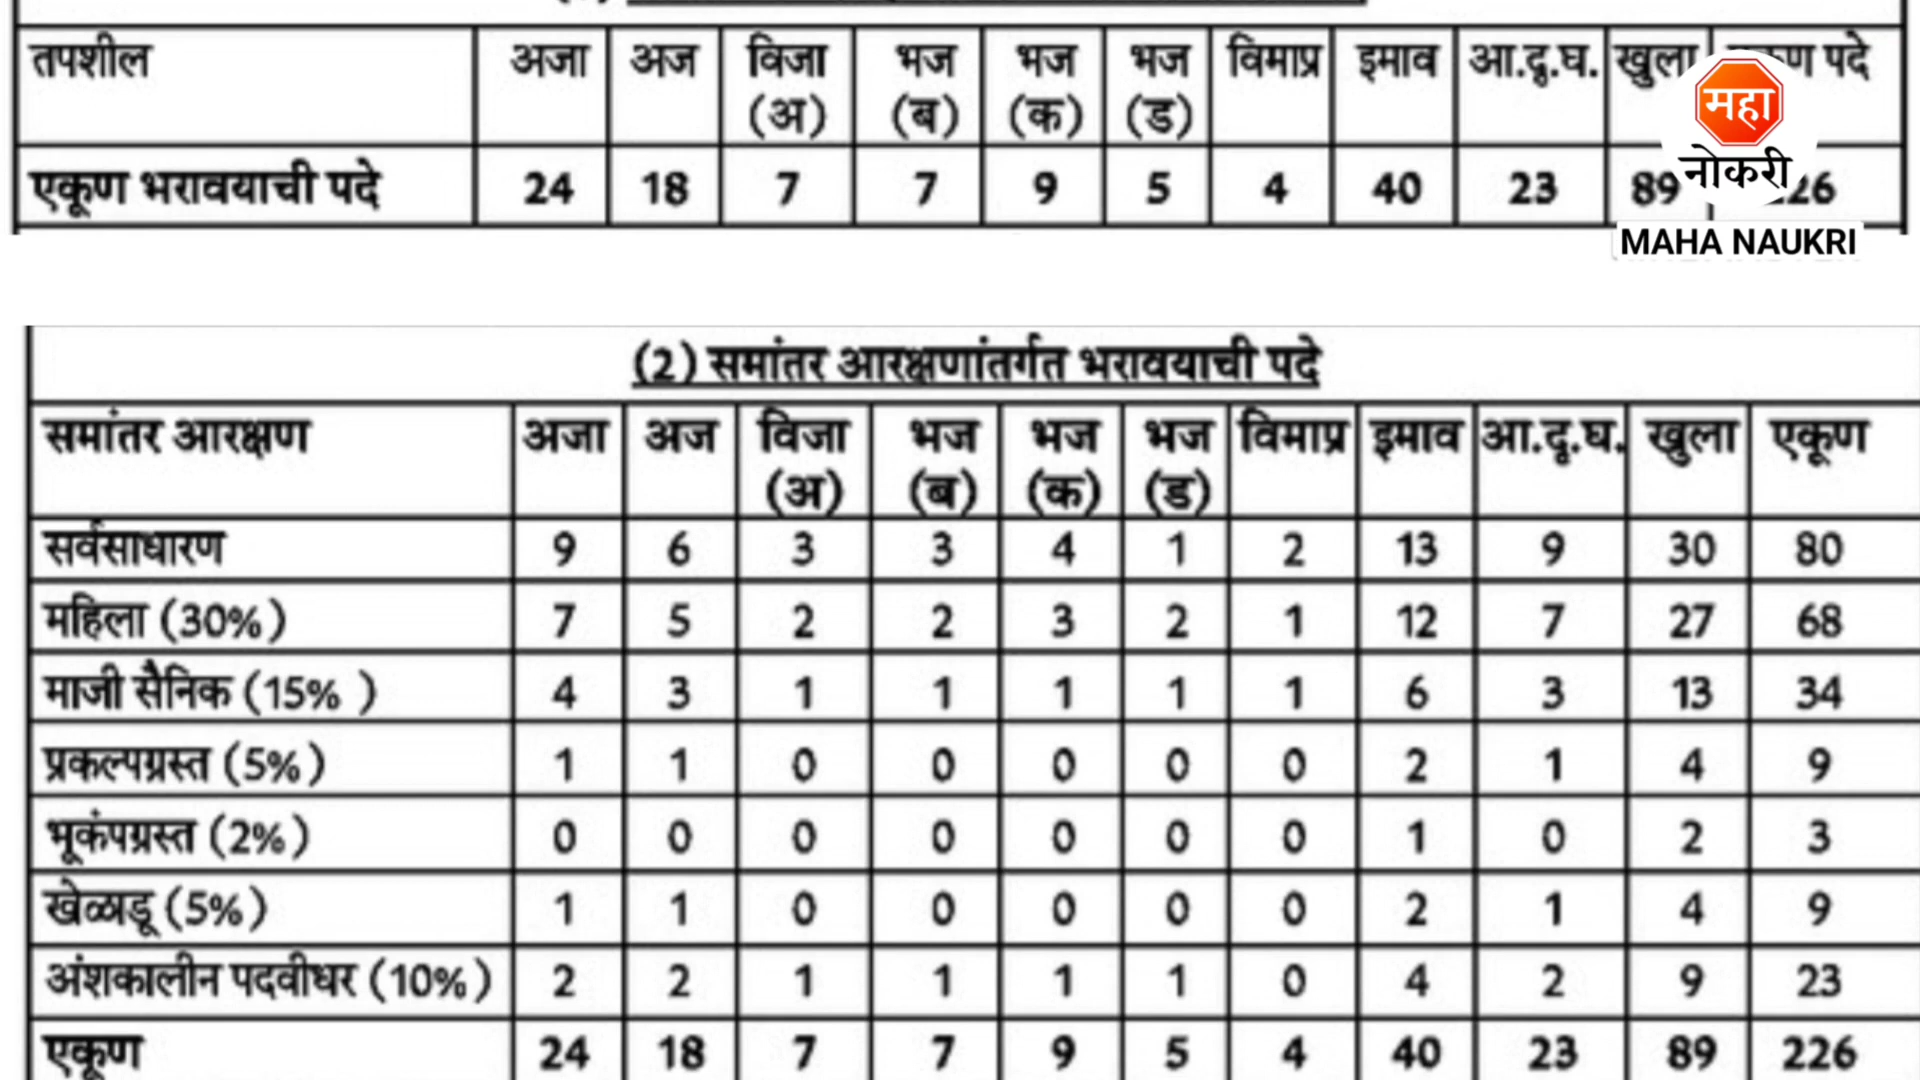 तपशील अजा अज विजा (अ) भज (ब) भज (क) भज (ड) विमाप्र इमाव आ.दु.घ. खुला पदे
एकूण भरावयाची पदे 24 18 7 7 9 5 4 40 23 89 26
महा
नोकरी
MAHA NAUKRI
(2) समांतर आरक्षणांतर्गत भरावयाची पदे
समांतर आरक्षण अजा अज विजा (अ) भज (ब) भज (क) भज (ड) विमाप्र इमाव आ.दु.घ. खुला एकूण
सर्वसाधारण 9 6 3 3 4 1 2 13 9 30 80
महिला (30%) 7 5 2 2 3 2 1 12 7 27 68
माजी सैनिक (15% ) 4 3 1 1 1 1 1 6 3 13 34
प्रकल्पग्रस्त (5%) 1 1 0 0 0 0 0 2 1 4 9
भूकंपग्रस्त (2%) 0 0 0 0 0 0 0 1 0 2 3
खेळाडू (5%) 1 1 0 0 0 0 0 2 1 4 9
अंशकालीन पदवीधर (10%) 2 2 1 1 1 1 0 4 2 9 23
एकूण 24 18 7 7 9 5 4 40 23 89 226